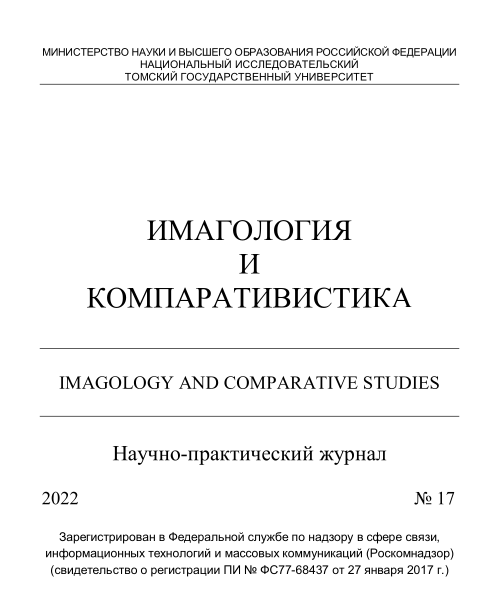 МИНИСТЕРСТВО НАУКИ И ВЫСШЕГО ОБРАЗОВАНИЯ РОССИЙСКОЙ ФЕДЕРАЦИИ
НАЦИОНАЛЬНЫЙ ИССЛЕДОВАТЕЛЬСКИЙ
ТОМСКИЙ ГОСУДАРСТВЕННЫЙ УНИВЕРСИТЕТ
ИМАГОЛОГИЯ
И
КОМПАРАТИВИСТИКА
IMAGOLOGY AND COMPARATIVE STUDIES
Научно-практический журнал
2022 № 17
Зарегистрирован в Федеральной службе по надзору в сфере связи,
информационных технологий и массовых коммуникаций (Роскомнадзор)
(свидетельство о регистрации ПИ № ФС77-68437 от 27 января 2017 г.)